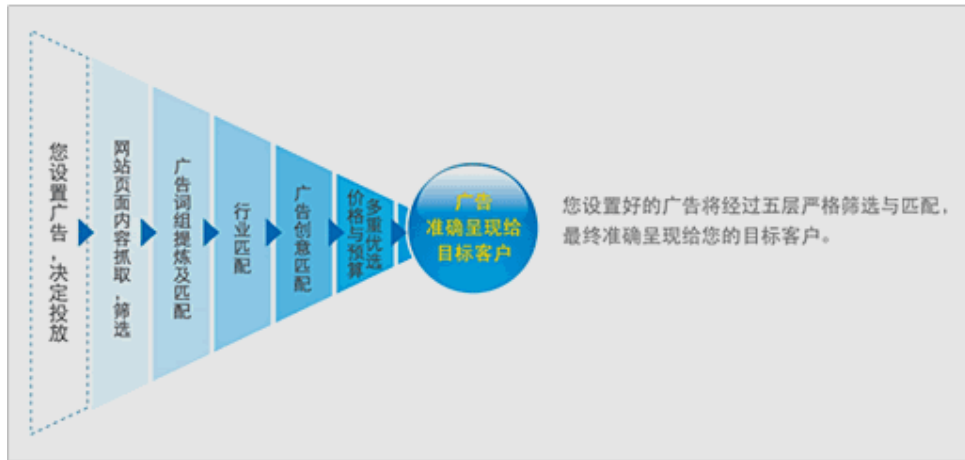 您设置广告,决定投放
网站页面内容抓取,筛选
广告词组提炼及匹配
行业匹配
广告创意匹配
多重优选
价格与预算
广告
准确呈现给
目标客户
您设置好的广告将经过五层严格筛选与匹配,
最终准确呈现给您的目标客户。